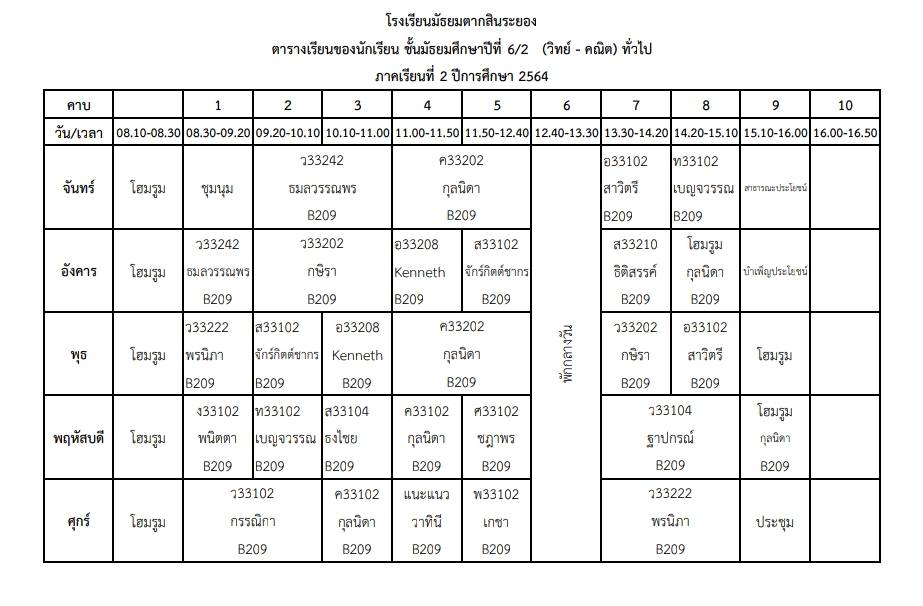 โรงเรียนมัธยมตากสินระยอง
ตารางเรียนของนักเรียน ชั้นมัธยมศึกษาปีที่ 6/2 (วิทย์ - คณิต) ทั่วไป
ภาคเรียนที่ 2 ปีการศึกษา 2564
คาบ 1 2 3 4 5 6 7 8 9 10
วัน/เวลา 08.10-08.30 08.30-09.20 09.20-10.10 10.10-11.00 11.00-11.50 11.50-12.40 12.40-13.30 13.30-14.20 14.20-15.10 15.10-16.00 16.00-16.50
ว33242 ค33202 อ33102 ท33102
จันทร์ โฮมรูม ชุมนุม ธมลวรรณพร กุลนิดา สาวิตรี เบญจวรรณ สาธารณะประโยชน์
B209 B209 B209 B209
ว33242 ว33202 อ33208 ส33102 ส33210 โฮมรูม
อังคาร โฮมรูม ธมลวรรณพร กษิรา Kenneth จักร์กิตต์ชากร ธิติสรรค์ กุลนิดา บำเพ็ญประโยชน์
B209 B209 B209 B209 B209 B209
พักกลางวัน
ว33222 ส33102 อ33208 ค33202 ว33202 อ33102
พุธ โฮมรูม พรนิภา จักร์กิตต์ชากร Kenneth กุลนิดา กษิรา สาวิตรี โฮมรูม
B209 B209 B209 B209 B209 B209
ง33102 ท33102 ส33104 ค33102 ศ33102 ว33104 โฮมรูม
พฤหัสบดี โฮมรูม พนิตตา เบญจวรรณ ธงไชย กุลนิดา ชฎาพร ฐาปกรณ์ กุลนิดา
B209 B209 B209 B209 B209 B209 B209
ว33102 ค33102 แนะแนว พ33102 ว33222
ศุกร์ โฮมรูม กรรณิกา กุลนิดา วาทินี เกชา พรนิภา ประชุม
B209 B209 B209 B209 B209